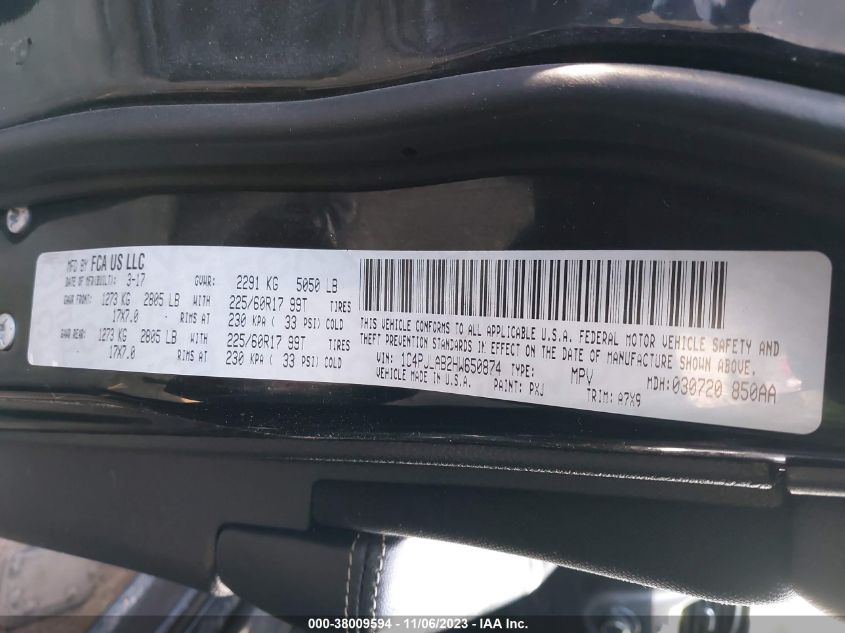 MFD BY FCA US LLC
DATE OF MFR(BUILT): 3-17 GVWR: 2291 KG 5050 LB
GAWR FRONT: 1273 KG 2805 LB WITH 225/60R17 99T TIRES
17X7.0 RIMS AT 230 KPA ( 33 PSI) COLD
GAWR REAR: 1273 KG 2805 LB WITH 225/60R17 99T TIRES
17X7.0 RIMS AT 230 KPA ( 33 PSI) COLD
THIS VEHICLE CONFORMS TO ALL APPLICABLE U.S.A. FEDERAL MOTOR VEHICLE SAFETY AND
THEFT PREVENTION STANDARDS IN EFFECT ON THE DATE OF MANUFACTURE SHOWN ABOVE.
VIN: 1C4PJLAB2HW650874 TYPE: MPV MDH: 030720 850AA
VEHICLE MADE IN U.S.A. PAINT: PXJ TRIM: A7X9
000-38009594 - 11/06/2023 - IAA Inc.